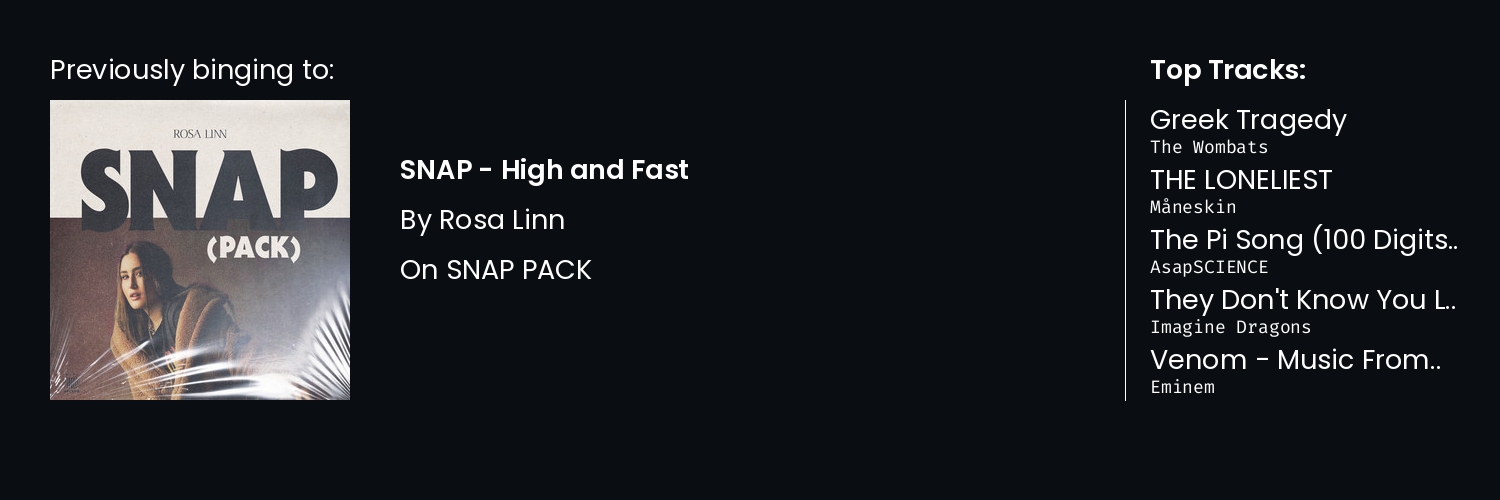 Previously binging to:
ROSA LINN
SNAP
(PACK)
SNAP - High and Fast
By Rosa Linn
On SNAP PACK
Top Tracks:
Greek Tragedy
The Wombats
THE LONELIEST
Måneskin
The Pi Song (100 Digits..
AsapSCIENCE
They Don't Know You L..
Imagine Dragons
Venom - Music From..
Eminem